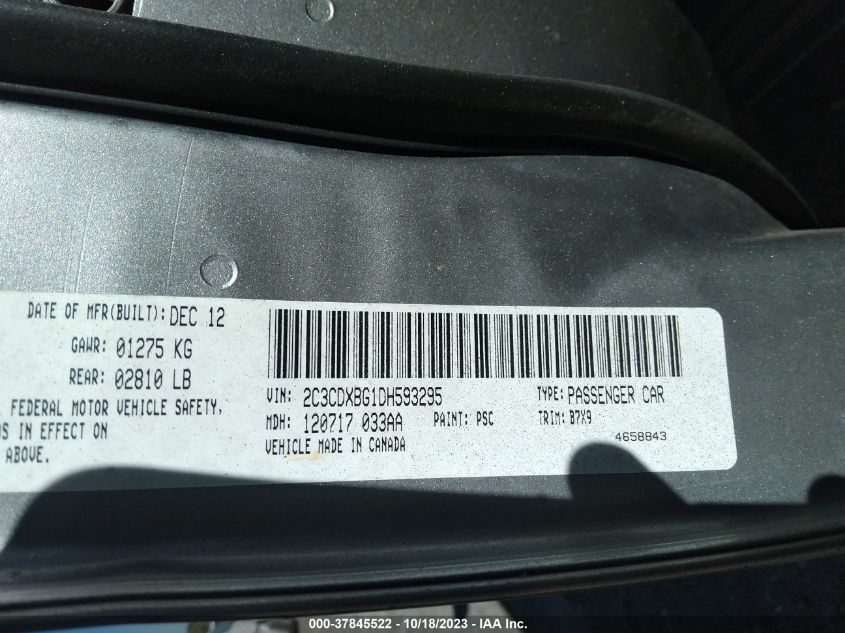 DATE OF MFR(BUILT): DEC 12
GAWR: 01275 KG
REAR: 02810 LB
FEDERAL MOTOR VEHICLE SAFETY,
IN EFFECT ON
ABOVE.
VIN: 2C3CDXBG1DH593295 TYPE: PASSENGER CAR
MDH: 120717 033AA PAINT: PSC TRIM: B7X9
VEHICLE MADE IN CANADA 4658843
000-37845522 - 10/18/2023 - IAA Inc.